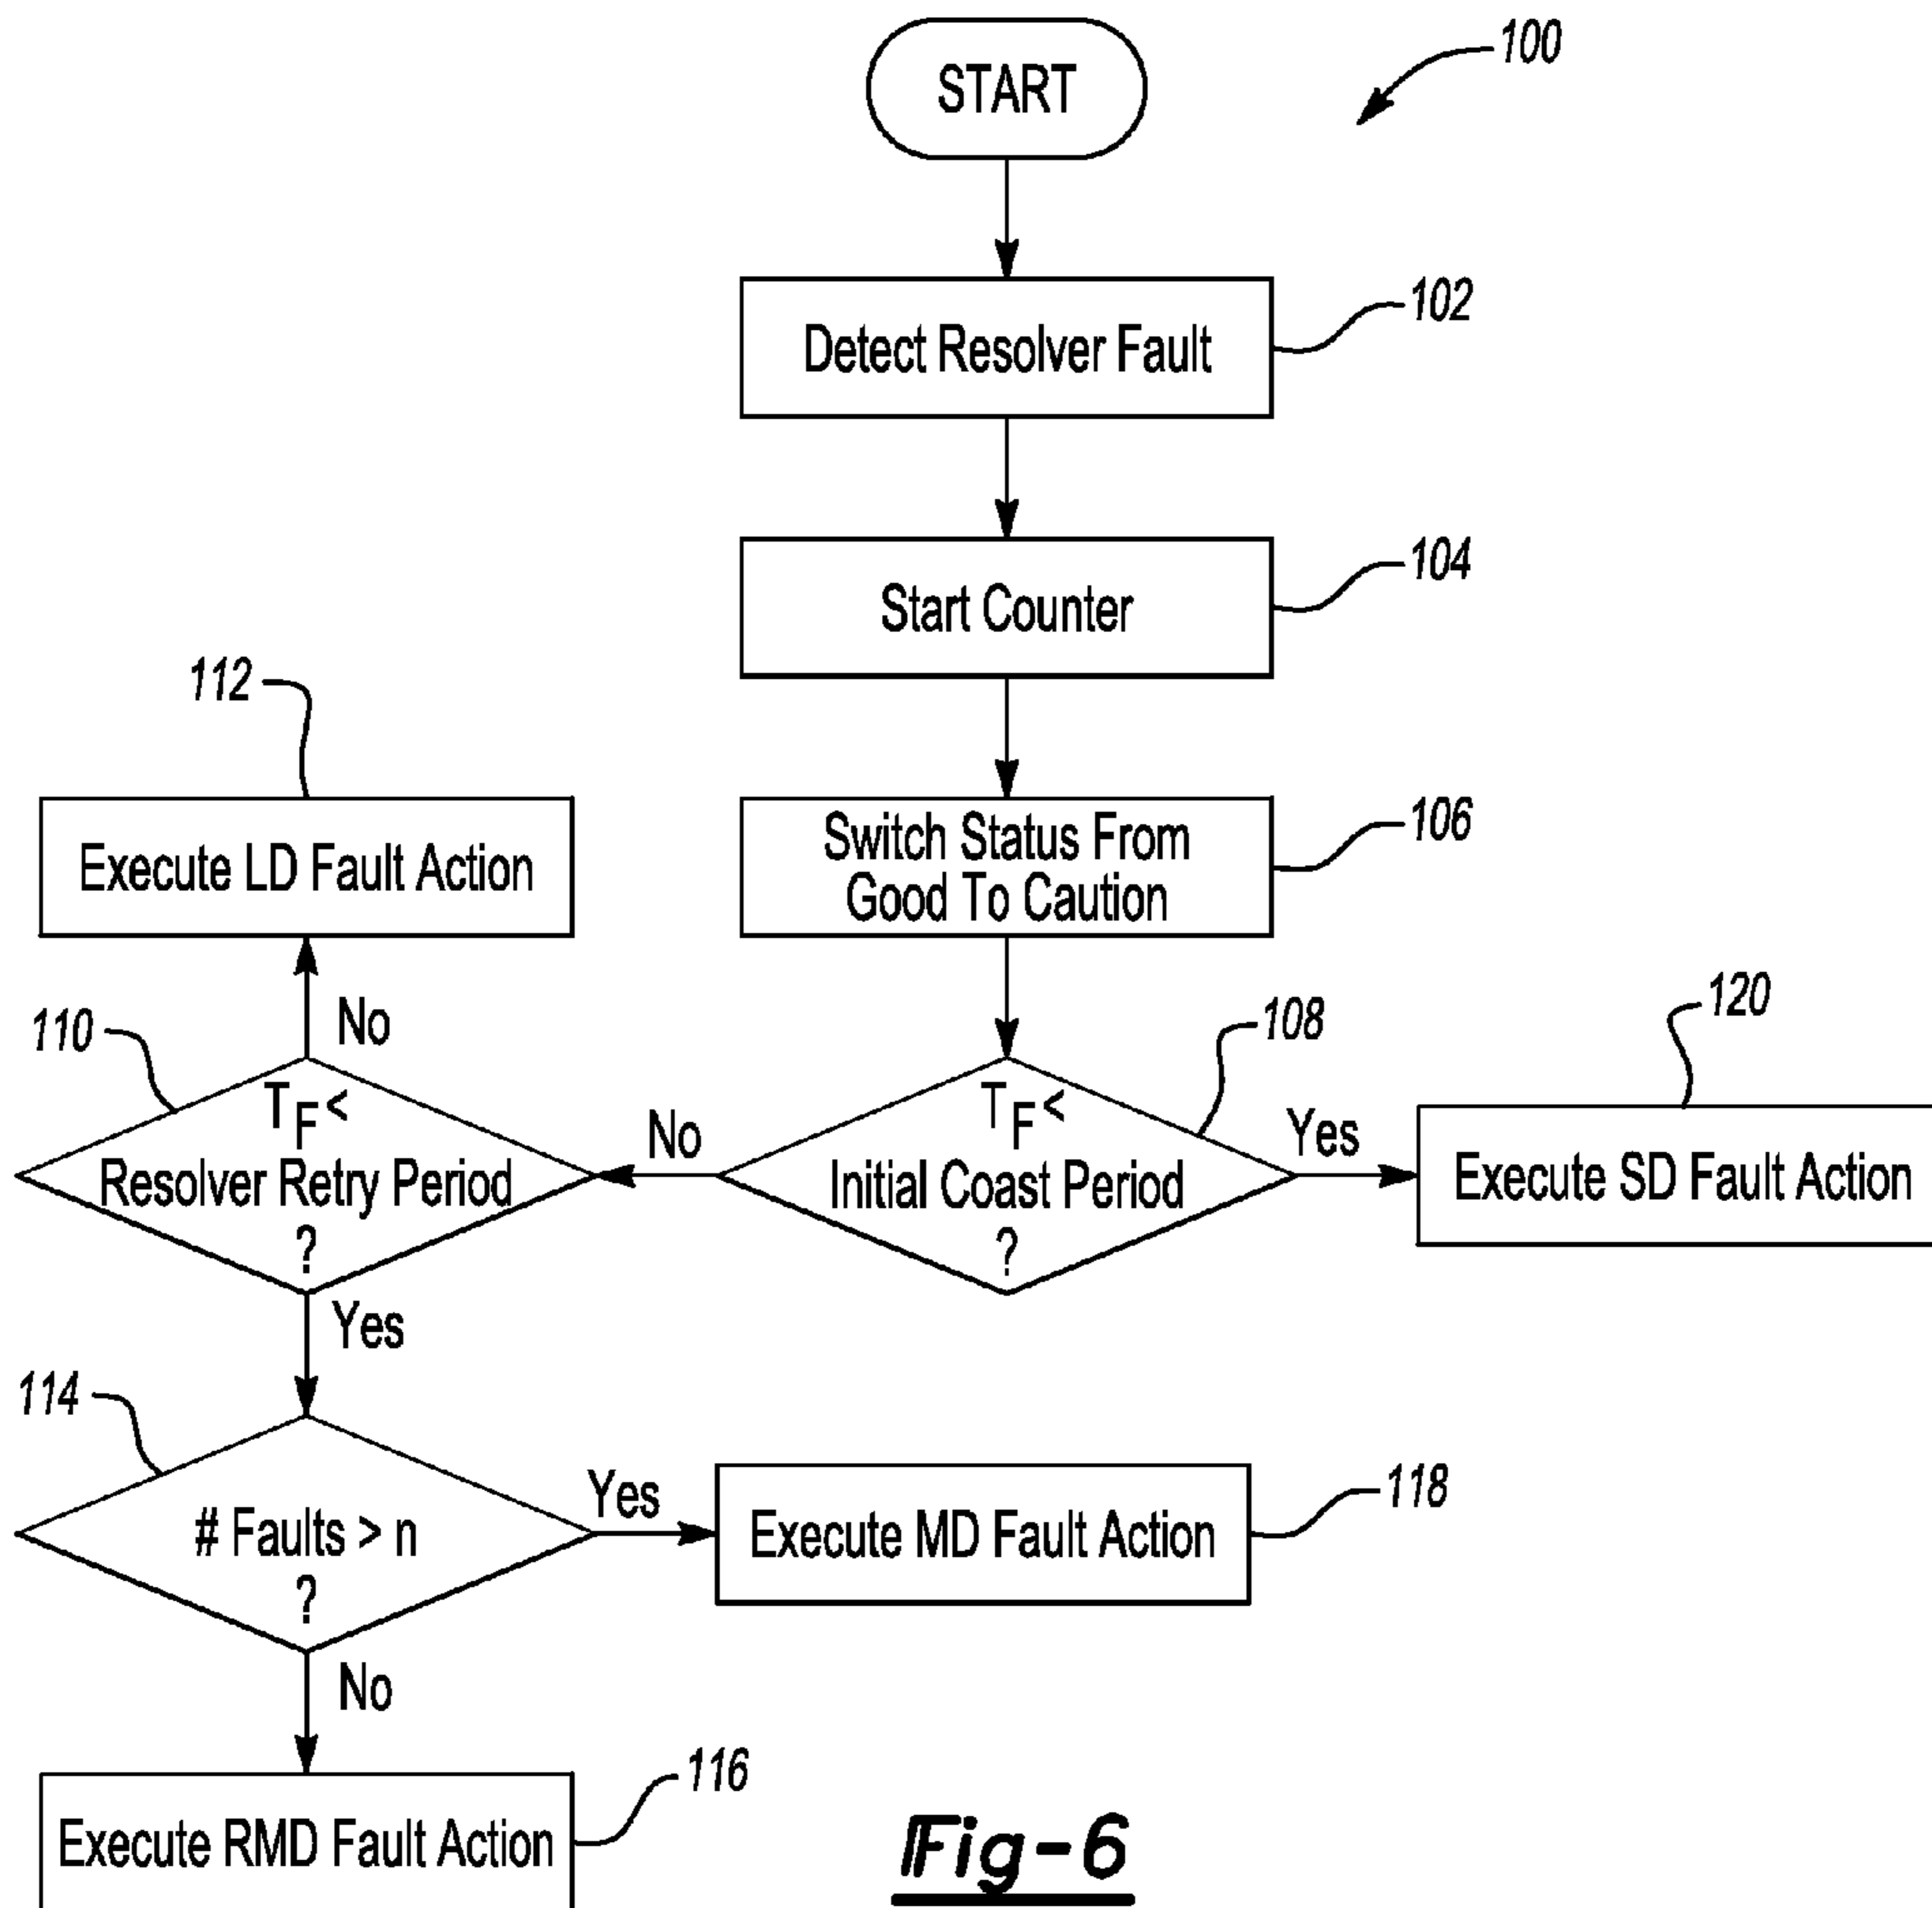 START
100
Detect Resolver Fault
102
Start Counter
104
112
Switch Status From
Good To Caution
106
Execute LD Fault Action
No
110
T F <
Resolver Retry Period
?
No
108
T F <
Initial Coast Period
?
Yes
120
Execute SD Fault Action
Yes
114
# Faults > n
?
Yes
Execute MD Fault Action
118
No
116
Execute RMD Fault Action
Fig-6